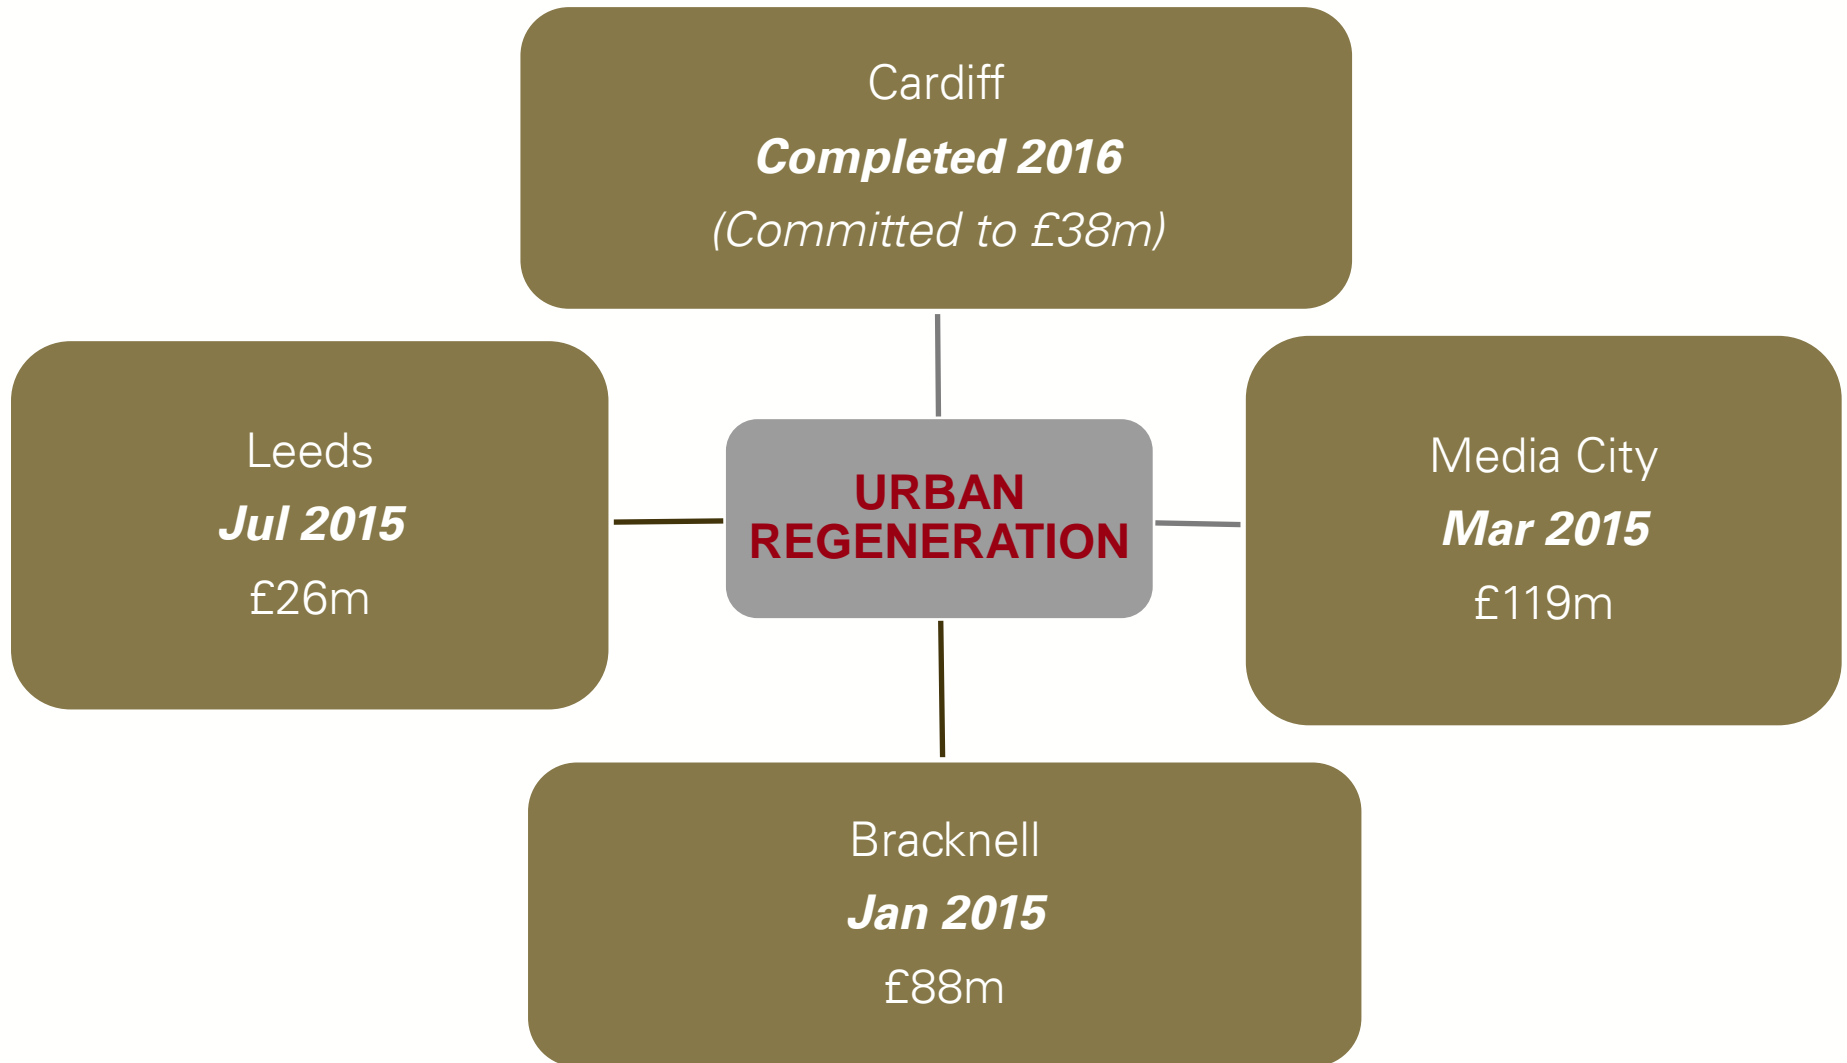 Cardiff
Completed 2016
(Committed to £38m)
Leeds
Jul 2015
£26m
URBAN
REGENERATION
Media City
Mar 2015
£119m
Bracknell
Jan 2015
£88m